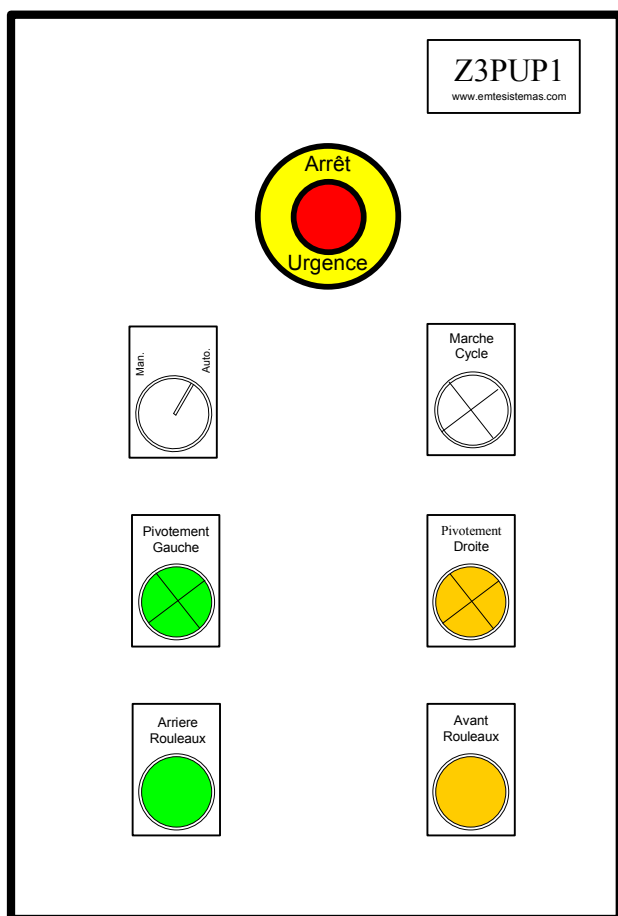 Z3PUP1
www.emtesistemas.com
Arrêt
Urgence
Man.
Auto.
Marche
Cycle
Pivotement
Gauche
Pivotement
Droite
Arriere
Rouleaux
Avant
Rouleaux